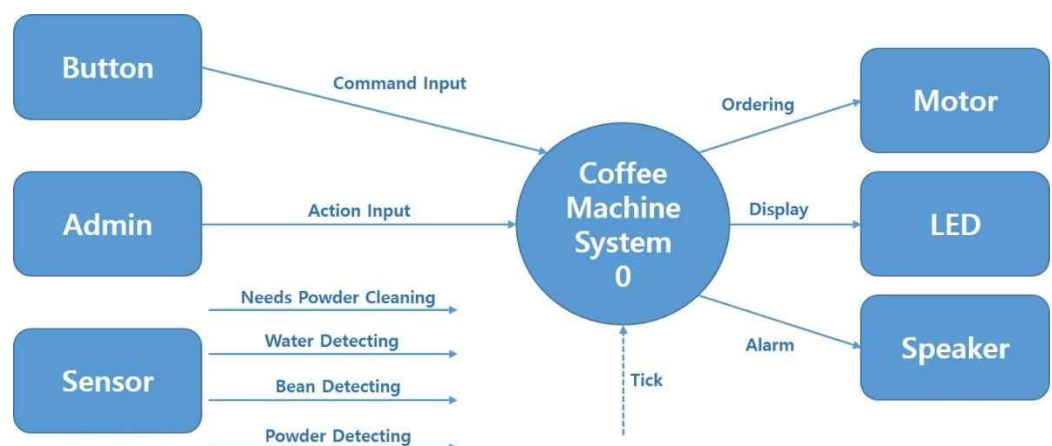 Button
Command Input
Ordering
Motor
Admin
Action Input
Coffee
Machine
System
0
Display
LED
Needs Powder Cleaning
Sensor
Water Detecting
Bean Detecting
Powder Detecting
Tick
Alarm
Speaker